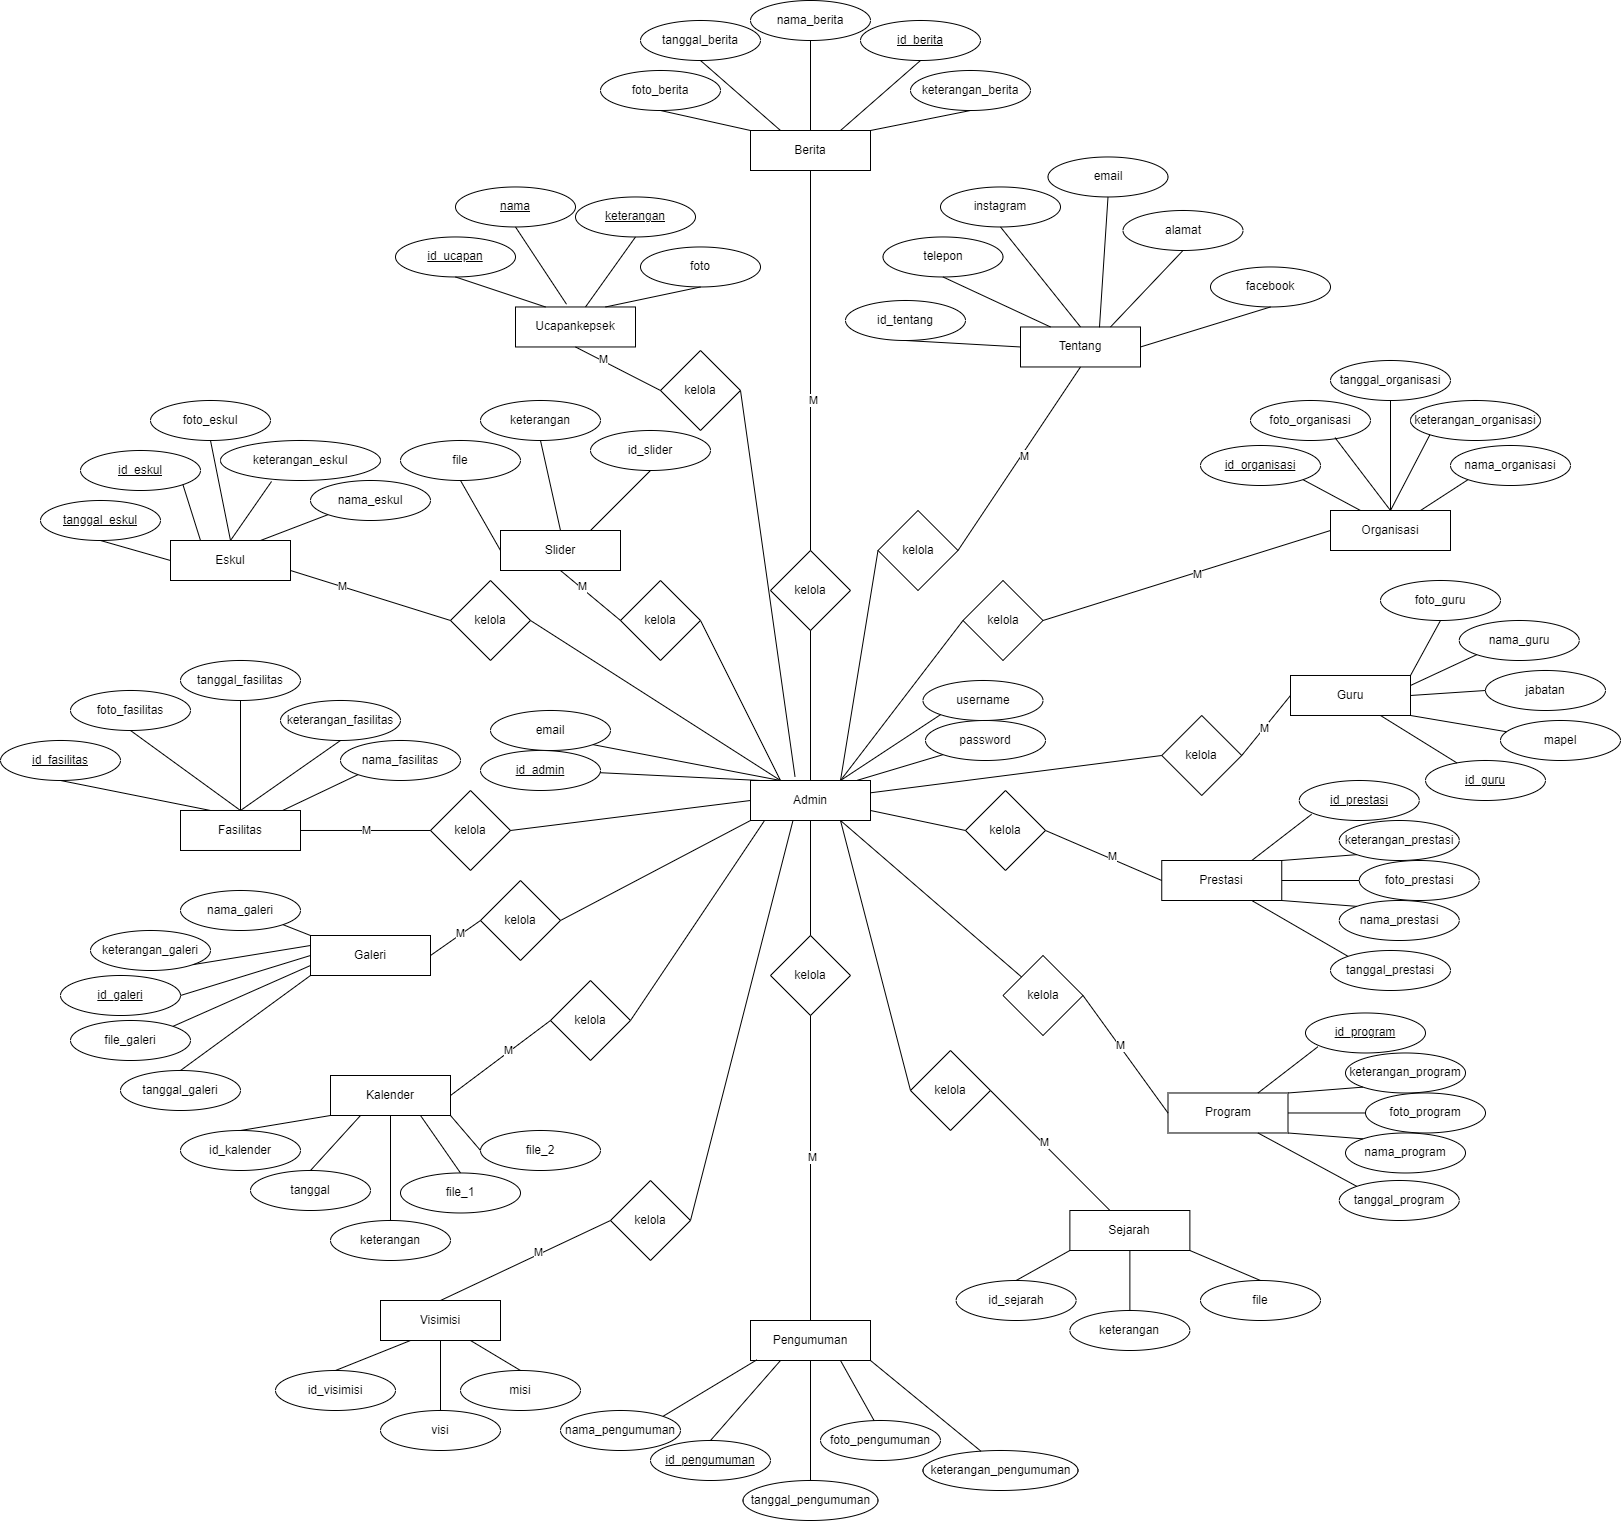 nama_berita
tanggal_berita
id_berita
foto_berita
keterangan_berita
Berita
email
nama
keterangan
instagram
alamat
id_ucapan
foto
telepon
facebook
Ucapankepsek
id_tentang
Tentang
M
kelola
M
tanggal_organisasi
foto_eskul
keterangan
foto_organisasi
keterangan_organisasi
id_eskul
keterangan_eskul
file
id_slider
M
id_organisasi
nama_organisasi
tanggal_eskul
nama_eskul
Organisasi
Eskul
Slider
kelola
M
M
M
kelola
foto_guru
kelola
kelola
kelola
nama_guru
tanggal_fasilitas
Guru
jabatan
foto_fasilitas
keterangan_fasilitas
username
email
password
M
mapel
id_fasilitas
nama_fasilitas
id_admin
kelola
id_guru
Admin
id_prestasi
Fasilitas
M
kelola
kelola
keterangan_prestasi
M
Prestasi
foto_prestasi
nama_galeri
kelola
nama_prestasi
M
keterangan_galeri
Galeri
tanggal_prestasi
id_galeri
kelola
kelola
file_galeri
kelola
id_program
M
M
keterangan_program
tanggal_galeri
Kalender
kelola
Program
foto_program
id_kalender
file_2
M
M
nama_program
tanggal
file_1
tanggal_program
keterangan
kelola
Sejarah
M
Visimisi
id_sejarah
file
Pengumuman
keterangan
id_visimisi
misi
visi
nama_pengumuman
foto_pengumuman
id_pengumuman
keterangan_pengumuman
tanggal_pengumuman